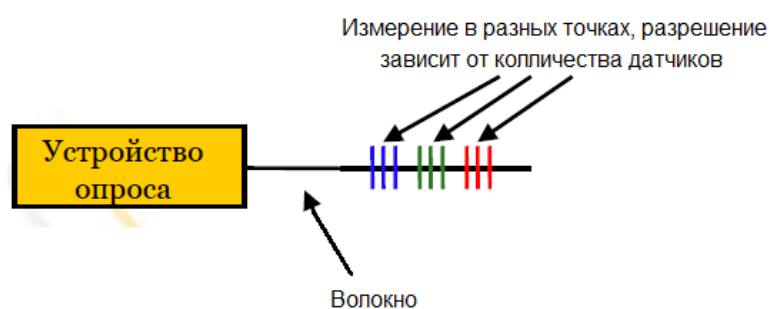 Измерение в разных точках, разрешение
зависит от колличества датчиков
Устройство
опроса
Волокно